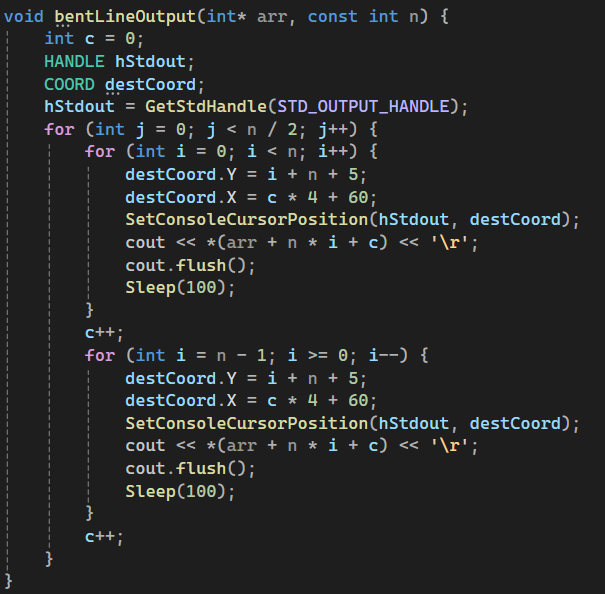 void bentLineOutput(int* arr, const int n) {
    int c = 0;
    HANDLE hStdout;
    COORD destCoord;
    hStdout = GetStdHandle(STD_OUTPUT_HANDLE);
    for (int j = 0; j < n / 2; j++) {
        for (int i = 0; i < n; i++) {
            destCoord.Y = i + n + 5;
            destCoord.X = c * 4 + 60;
            SetConsoleCursorPosition(hStdout, destCoord);
            cout << *(arr + n * i + c) << '\r';
            cout.flush();
            Sleep(100);
        }
        c++;
        for (int i = n - 1; i >= 0; i--) {
            destCoord.Y = i + n + 5;
            destCoord.X = c * 4 + 60;
            SetConsoleCursorPosition(hStdout, destCoord);
            cout << *(arr + n * i + c) << '\r';
            cout.flush();
            Sleep(100);
        }
        c++;
    }
}